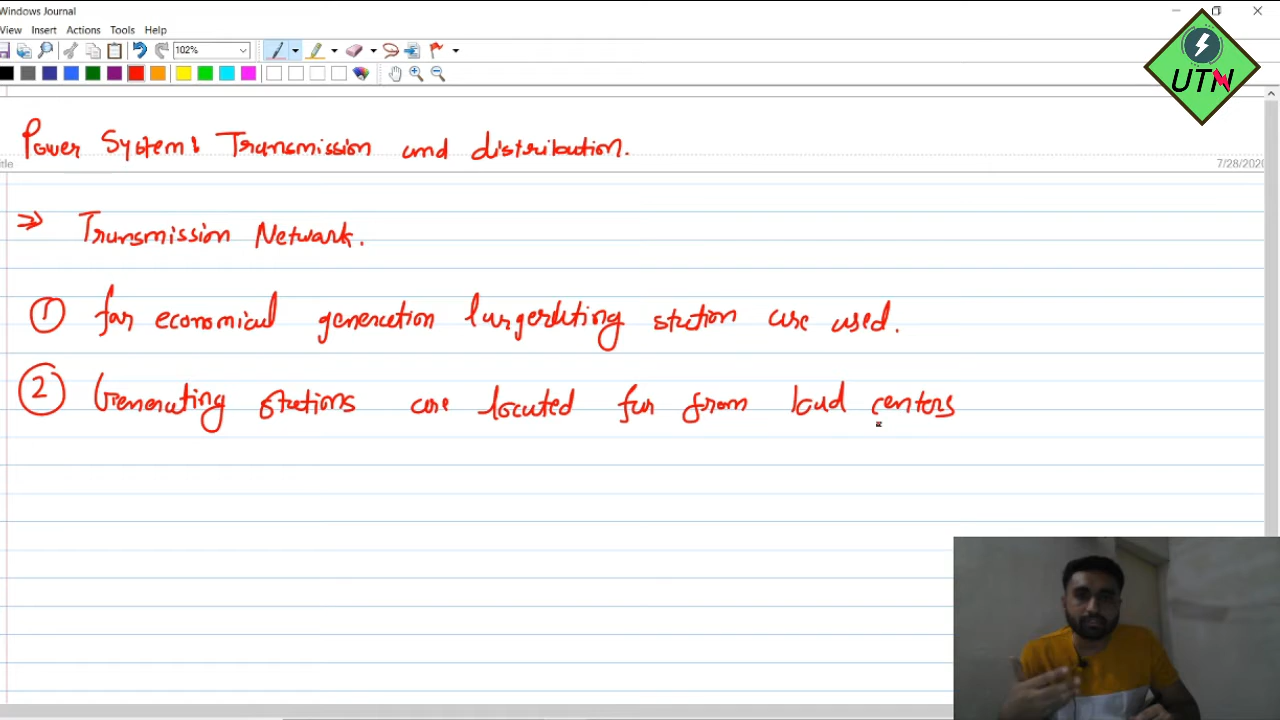 Windows Journal
View Insert Actions Tools Help
102%
UTN
Power System: Transmission and distribution.
itle
7/28/2020
Transmission Network.
① for economical generation station are used.
② Generating stations are located far from load centers